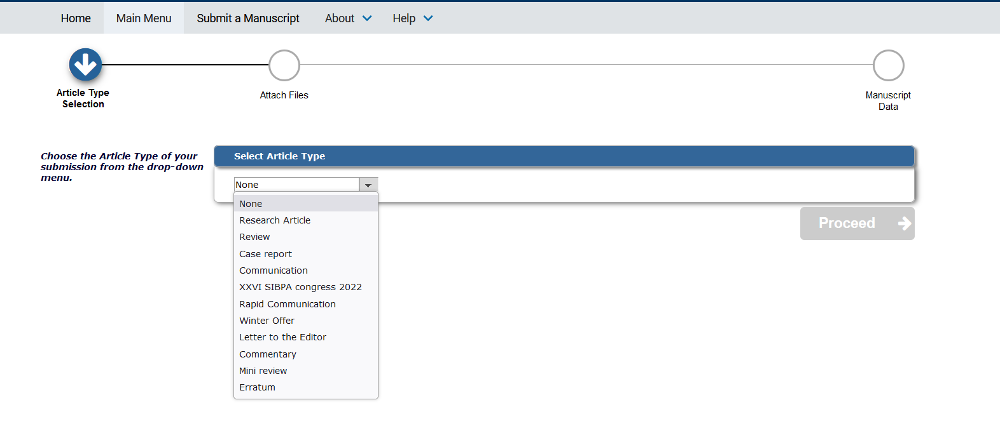 Home
Main Menu
Submit a Manuscript
About
Help
Article Type
Selection
Attach Files
Manuscript
Data
Choose the Article Type of your
submission from the drop-down
menu.
Select Article Type
None
None
Research Article
Review
Case report
Communication
XXVI SIBPA congress 2022
Rapid Communication
Winter Offer
Letter to the Editor
Commentary
Mini review
Erratum
Proceed